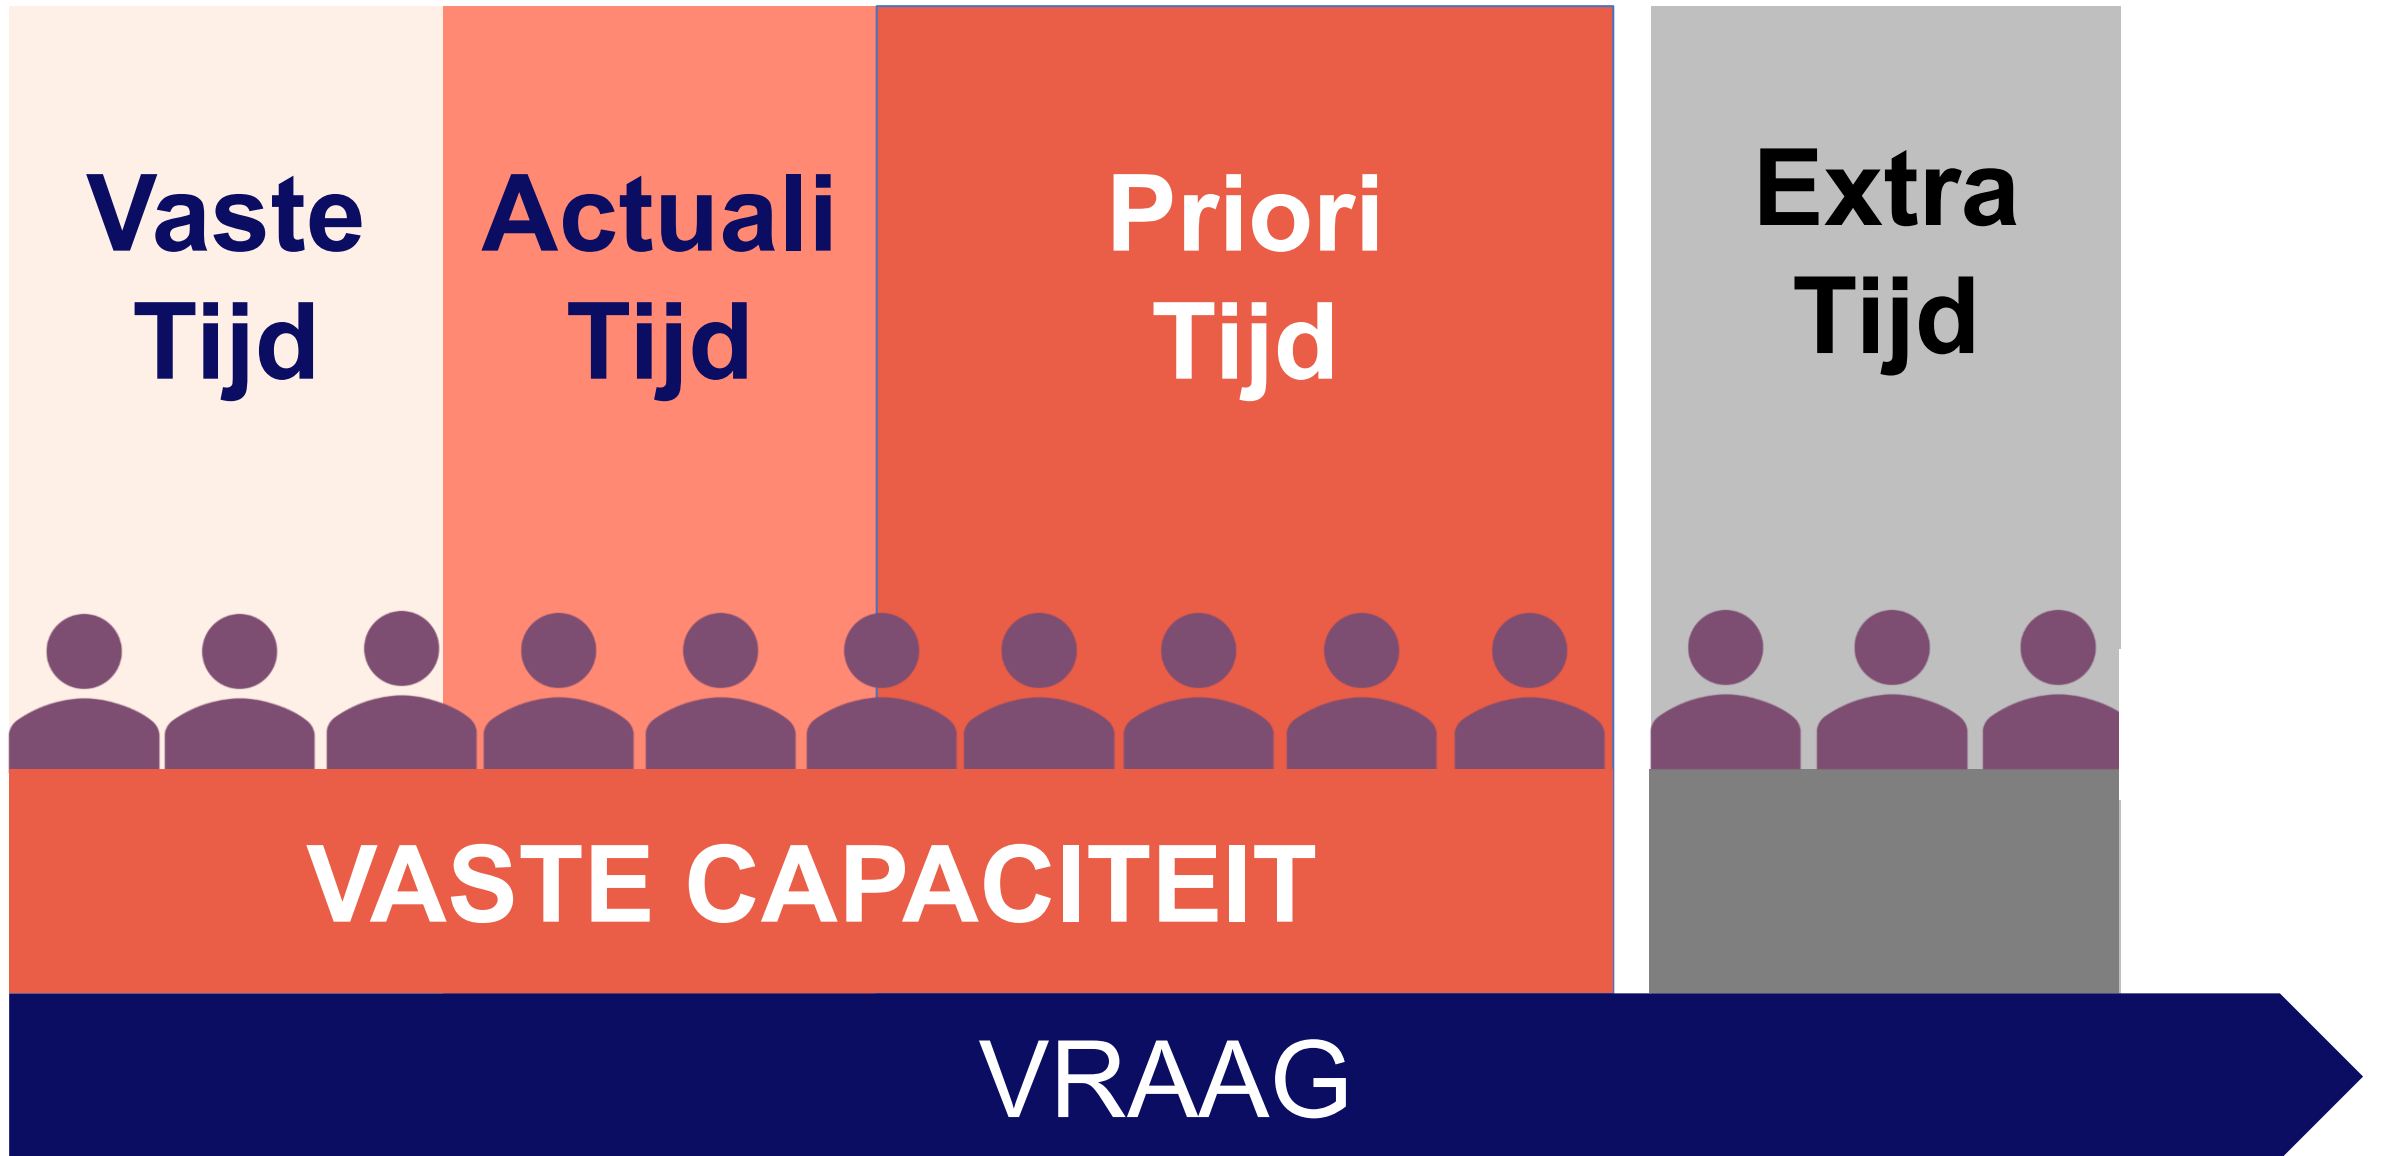 Vaste
Tijd
Actuali
Tijd
Priori
Tijd
Extra
Tijd
VASTE CAPACITEIT
VRAAG